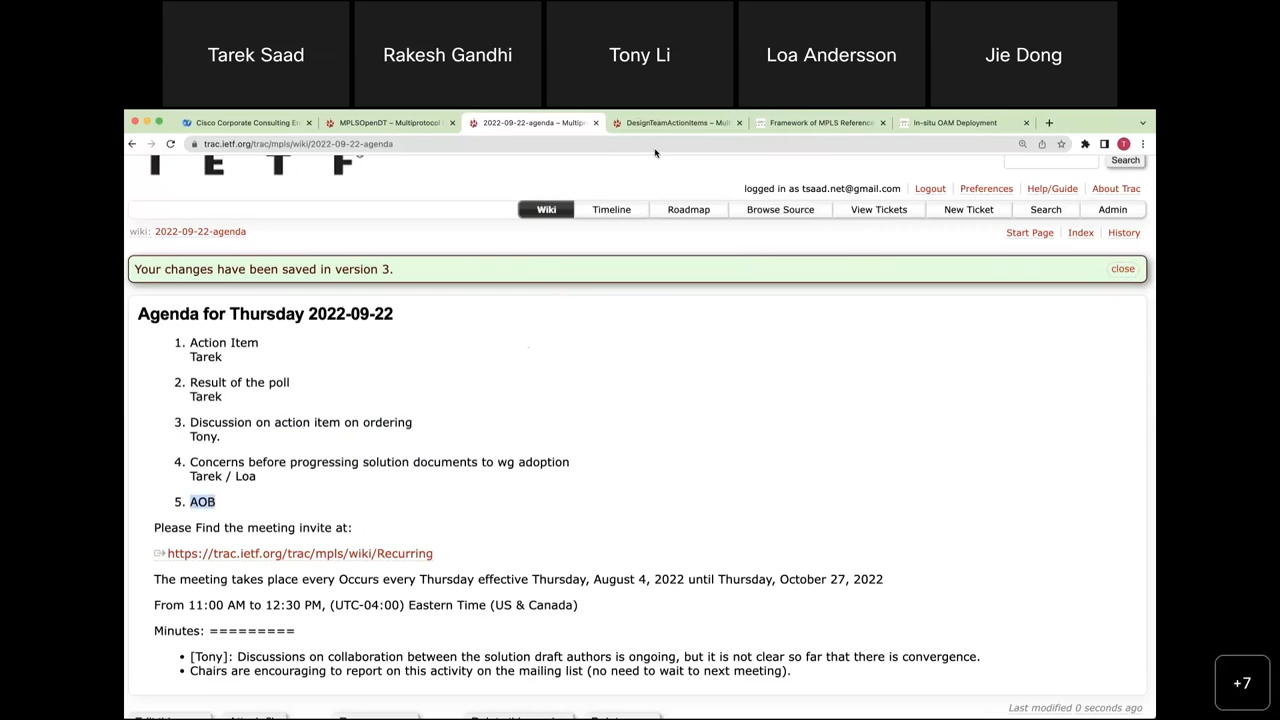 Tarek Saad
Rakesh Gandhi
Tony Li
Loa Andersson
Jie Dong
Cisco Corporate Consulting En
MPLSOpenDT – Multiprotocol
2022-09-22-agenda – Multipr
DesignTeamActionItems – Mult
Framework of MPLS Reference
In-situ OAM Deployment
trac.ietf.org/trac/mpls/wiki/2022-09-22-agenda
T
I E T F
Search
logged in as tsaad.net@gmail.com Logout Preferences Help/Guide About Trac
Wiki Timeline Roadmap Browse Source View Tickets New Ticket Search Admin
wiki: 2022-09-22-agenda
Start Page Index History
Your changes have been saved in version 3.
close
Agenda for Thursday 2022-09-22
1. Action Item
Tarek
2. Result of the poll
Tarek
3. Discussion on action item on ordering
Tony.
4. Concerns before progressing solution documents to wg adoption
Tarek / Loa
5. AOB
Please Find the meeting invite at:
https://trac.ietf.org/trac/mpls/wiki/Recurring
The meeting takes place every Occurs every Thursday effective Thursday, August 4, 2022 until Thursday, October 27, 2022
From 11:00 AM to 12:30 PM, (UTC-04:00) Eastern Time (US & Canada)
Minutes: =========
• [Tony]: Discussions on collaboration between the solution draft authors is ongoing, but it is not clear so far that there is convergence.
• Chairs are encouraging to report on this activity on the mailing list (no need to wait to next meeting).
+7
Last modified 0 seconds ago